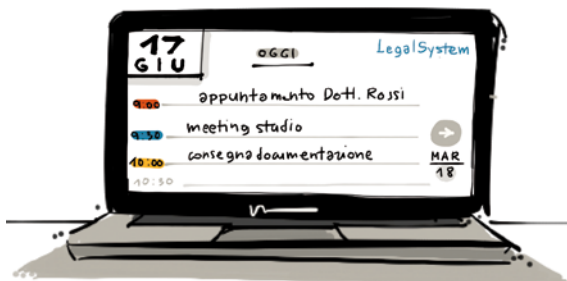 17
GIU
OGGI
LegalSystem
9:00 appuntamento Dott. Rossi
9:30 meeting studio
10:00 consegna documentazione
10:30
MAR
18